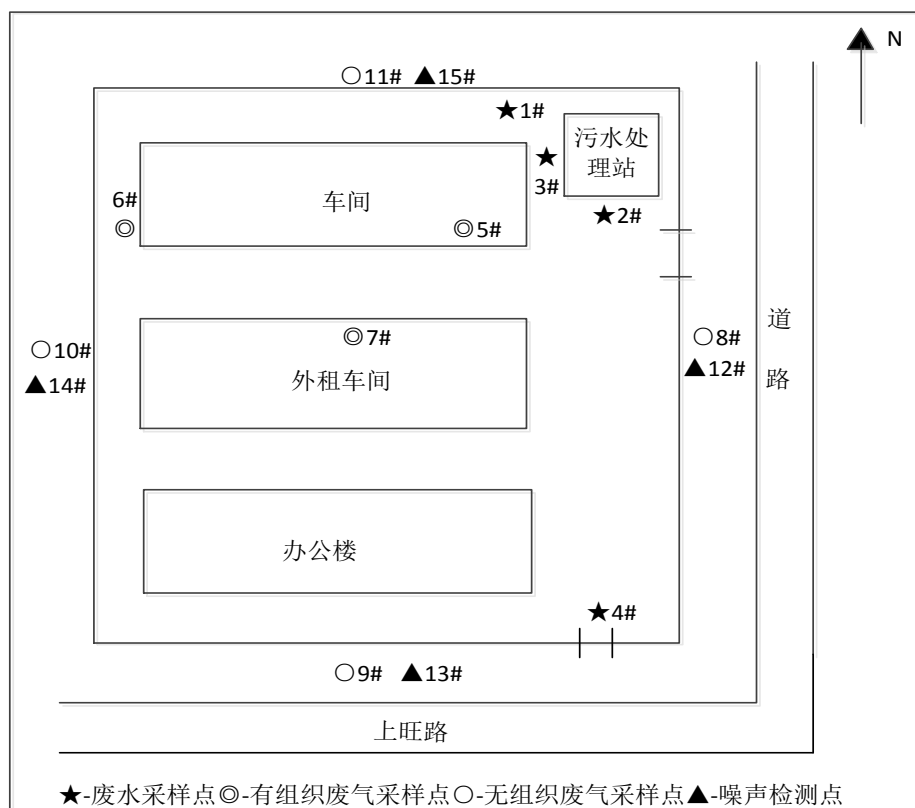 N
○11# ▲15#
★1#
污水处
理站
★
3#
6#
◎
车间
◎5#
★2#
◎7#
外租车间
○10#
▲14#
○8#
▲12#
道
路
办公楼
★4#
○9# ▲13#
上旺路
★-废水采样点◎-有组织废气采样点○-无组织废气采样点▲-噪声检测点